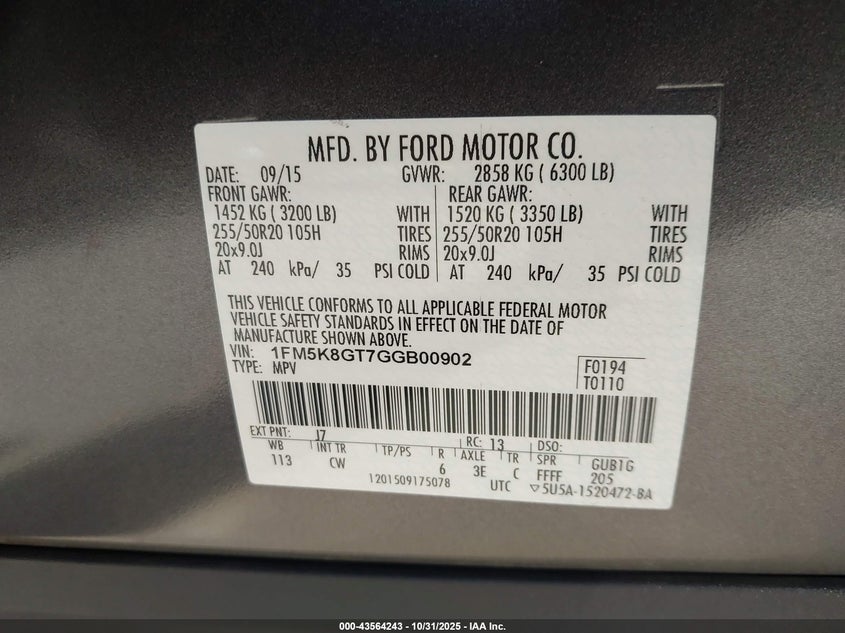 MFD. BY FORD MOTOR CO.
DATE: 09/15 GVWR: 2858 KG ( 6300 LB)
FRONT GAWR: REAR GAWR:
1452 KG ( 3200 LB) WITH 1520 KG ( 3350 LB) WITH
255/50R20 105H TIRES 255/50R20 105H TIRES
20x9.0J RIMS 20x9.0J RIMS
AT 240 kPa/ 35 PSI COLD AT 240 kPa/ 35 PSI COLD
THIS VEHICLE CONFORMS TO ALL APPLICABLE FEDERAL MOTOR
VEHICLE SAFETY STANDARDS IN EFFECT ON THE DATE OF
MANUFACTURE SHOWN ABOVE.
VIN: 1FM5K8GT7GGB00902
TYPE: MPV
F0194
T0110
EXT PNT: J7 RC: 13 DSO:
WB INT TR TP/PS R AXLE TR SPR GUB1G
113 CW 6 3E C FFFF 205
1201509175078 UTC ▽5U5A-1520472-BA
000-43564243 - 10/31/2025 - IAA Inc.